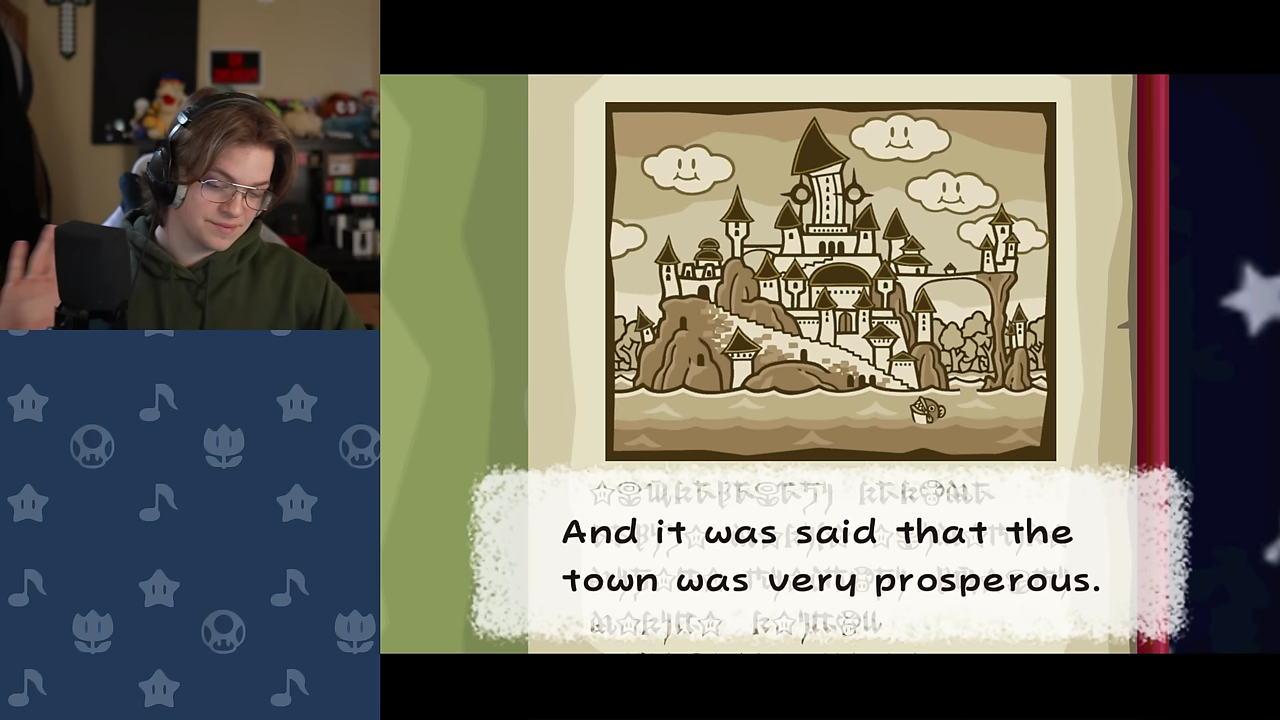 And it was said that the
town was very prosperous.